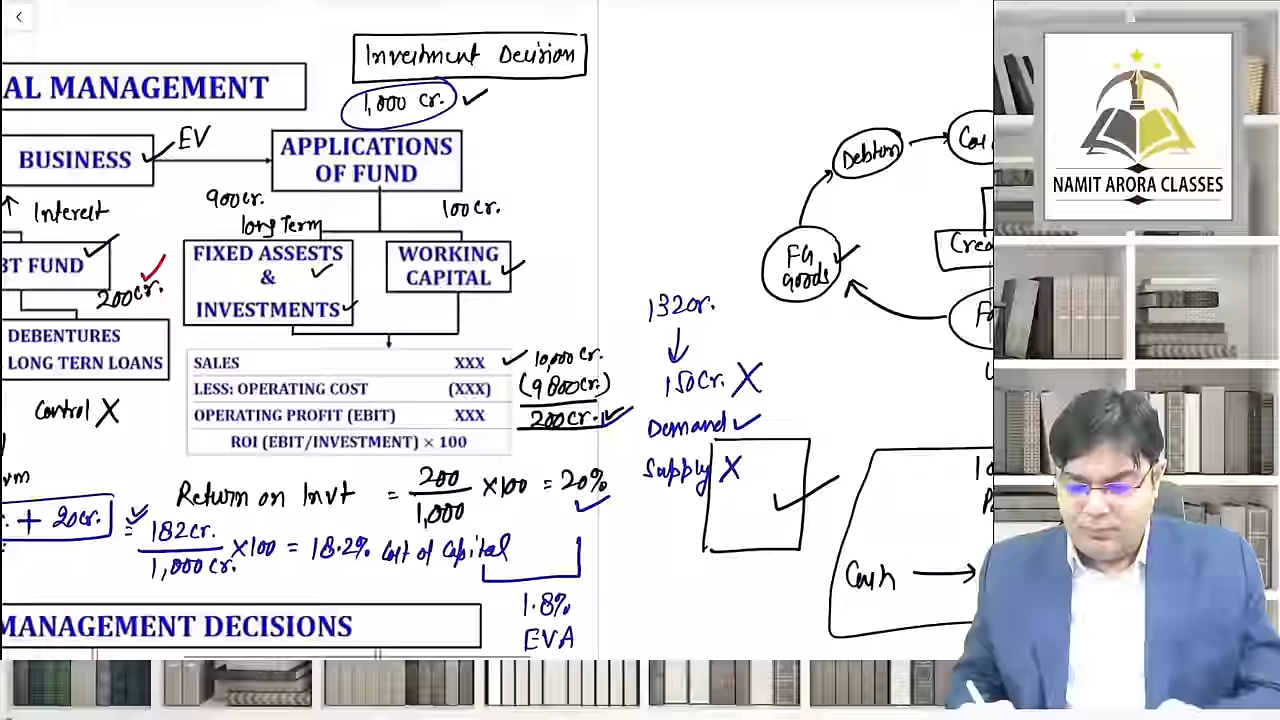 Investment Decision
AL MANAGEMENT
1,000 cr.
BUSINESS
EV
APPLICATIONS
OF FUND
Interest
900cr.
long Term
100cr.
BT FUND
200cr.
FIXED ASSESTS
&
INVESTMENTS
WORKING
CAPITAL
DEBENTURES
LONG TERN LOANS
Control X
SALES XXX 10,000 cr.
LESS: OPERATING COST (XXX) (9800cr.)
OPERATING PROFIT (EBIT) XXX 200cr.
ROI (EBIT/INVESTMENT) × 100
Return on Invt = 200/1,000 × 100 = 20%
+ 20cr. = 182cr./1,000cr. × 100 = 18.2% cost of capital
1.8%
EVA
MANAGEMENT DECISIONS
132cr.
150cr. X
Demand
Supply X
Debtors
FG
goods
Cash
NAMIT ARORA CLASSES